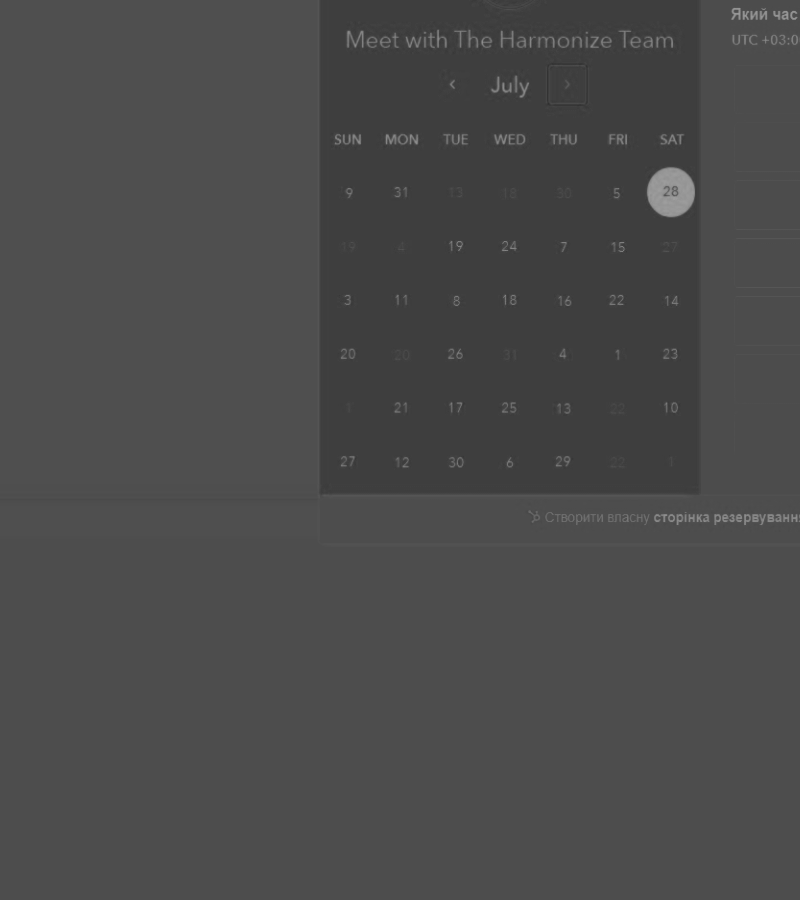 Який час
Meet with The Harmonize Team
UTC +03:0
July
SUN MON TUE WED THU FRI SAT
9 31 13 18 30 5 28
19 4 19 24 7 15 27
3 11 8 18 16 22 14
20 20 26 31 4 1 23
21 17 25 13 22 10
27 12 30 6 29 22 1
Створити власну сторінка резервуванн